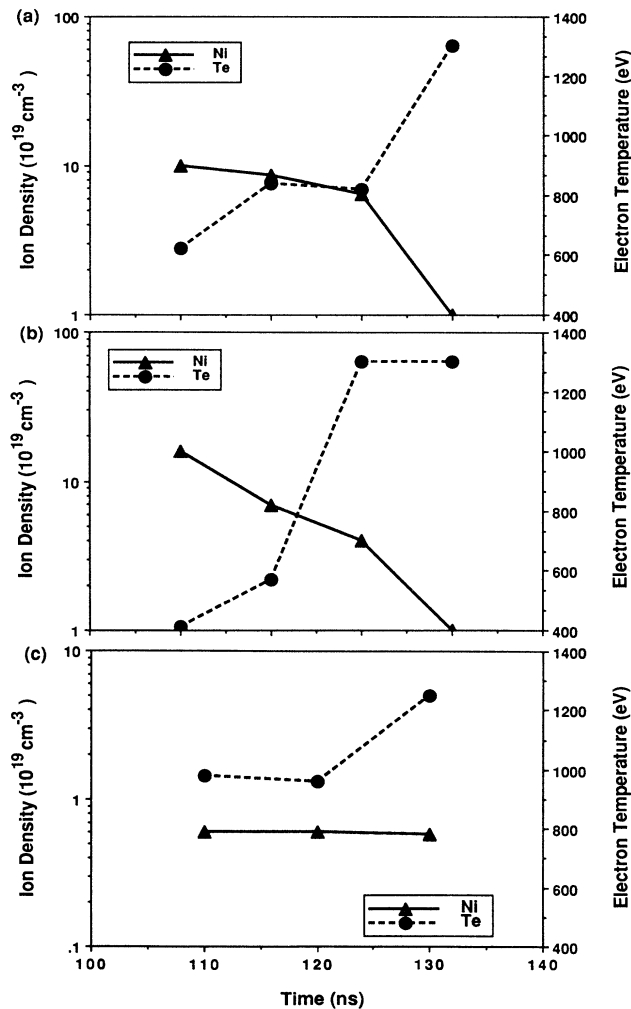 (a)
100
10
1
Ion Density (10^19 cm^-3)
Ni
Te
1400
1200
1000
800
600
400
Electron Temperature (eV)
(b)
100
10
1
Ion Density (10^19 cm^-3)
Ni
Te
1400
1200
1000
800
600
400
Electron Temperature (eV)
(c)
10
1
.1
Ion Density (10^19 cm^-3)
Ni
Te
1400
1200
1000
800
600
400
Electron Temperature (eV)
100 110 120 130 140
Time (ns)